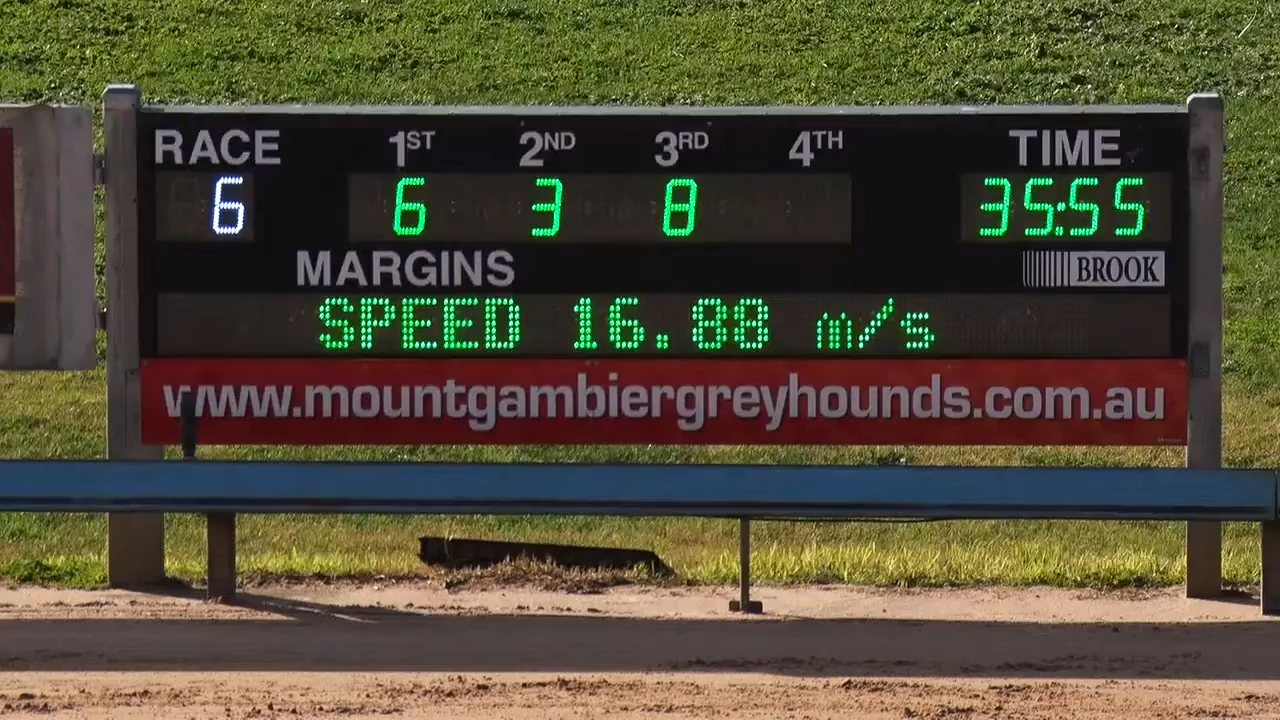 RACE 1ST 2ND 3RD 4TH TIME
6 6 3 8 35:55
MARGINS BROOK
SPEED 16.88 m/s
www.mountgambiergreyhounds.com.au